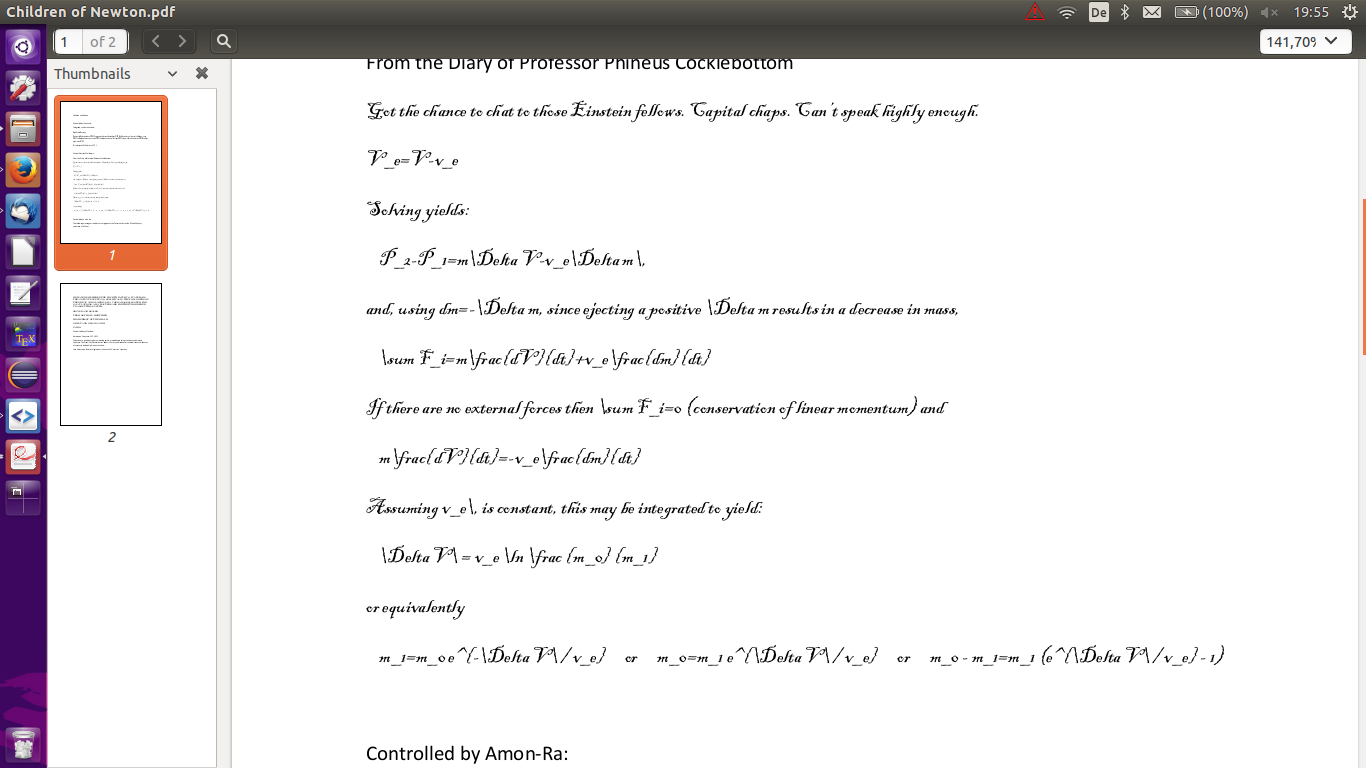 Children of Newton.pdf
De
(100%)
19:55
1
of 2
141,70%
Thumbnails
1
2
From the Diary of Professor Phineus Cocklebottom
Got the chance to chat to those Einstein fellows. Capital chaps. Can't speak highly enough.
V_e=V-v_e
Solving yields:
P_2-P_1=m\Delta V-v_e\Delta m\,
and, using dm=-\Delta m, since ejecting a positive \Delta m results in a decrease in mass,
\sum F_i=m\frac{dV}{dt}+v_e\frac{dm}{dt}
If there are no external forces then \sum F_i=0 (conservation of linear momentum) and
m\frac{dV}{dt}=-v_e\frac{dm}{dt}
Assuming v_e\, is constant, this may be integrated to yield:
\Delta V\ = v_e \ln \frac {m_0} {m_1}
or equivalently
m_1=m_0 e^{-\Delta V\ / v_e} or m_0=m_1 e^{\Delta V\ / v_e} or m_0 - m_1=m_1 (e^{\Delta V\ / v_e} - 1)
Controlled by Amon-Ra: